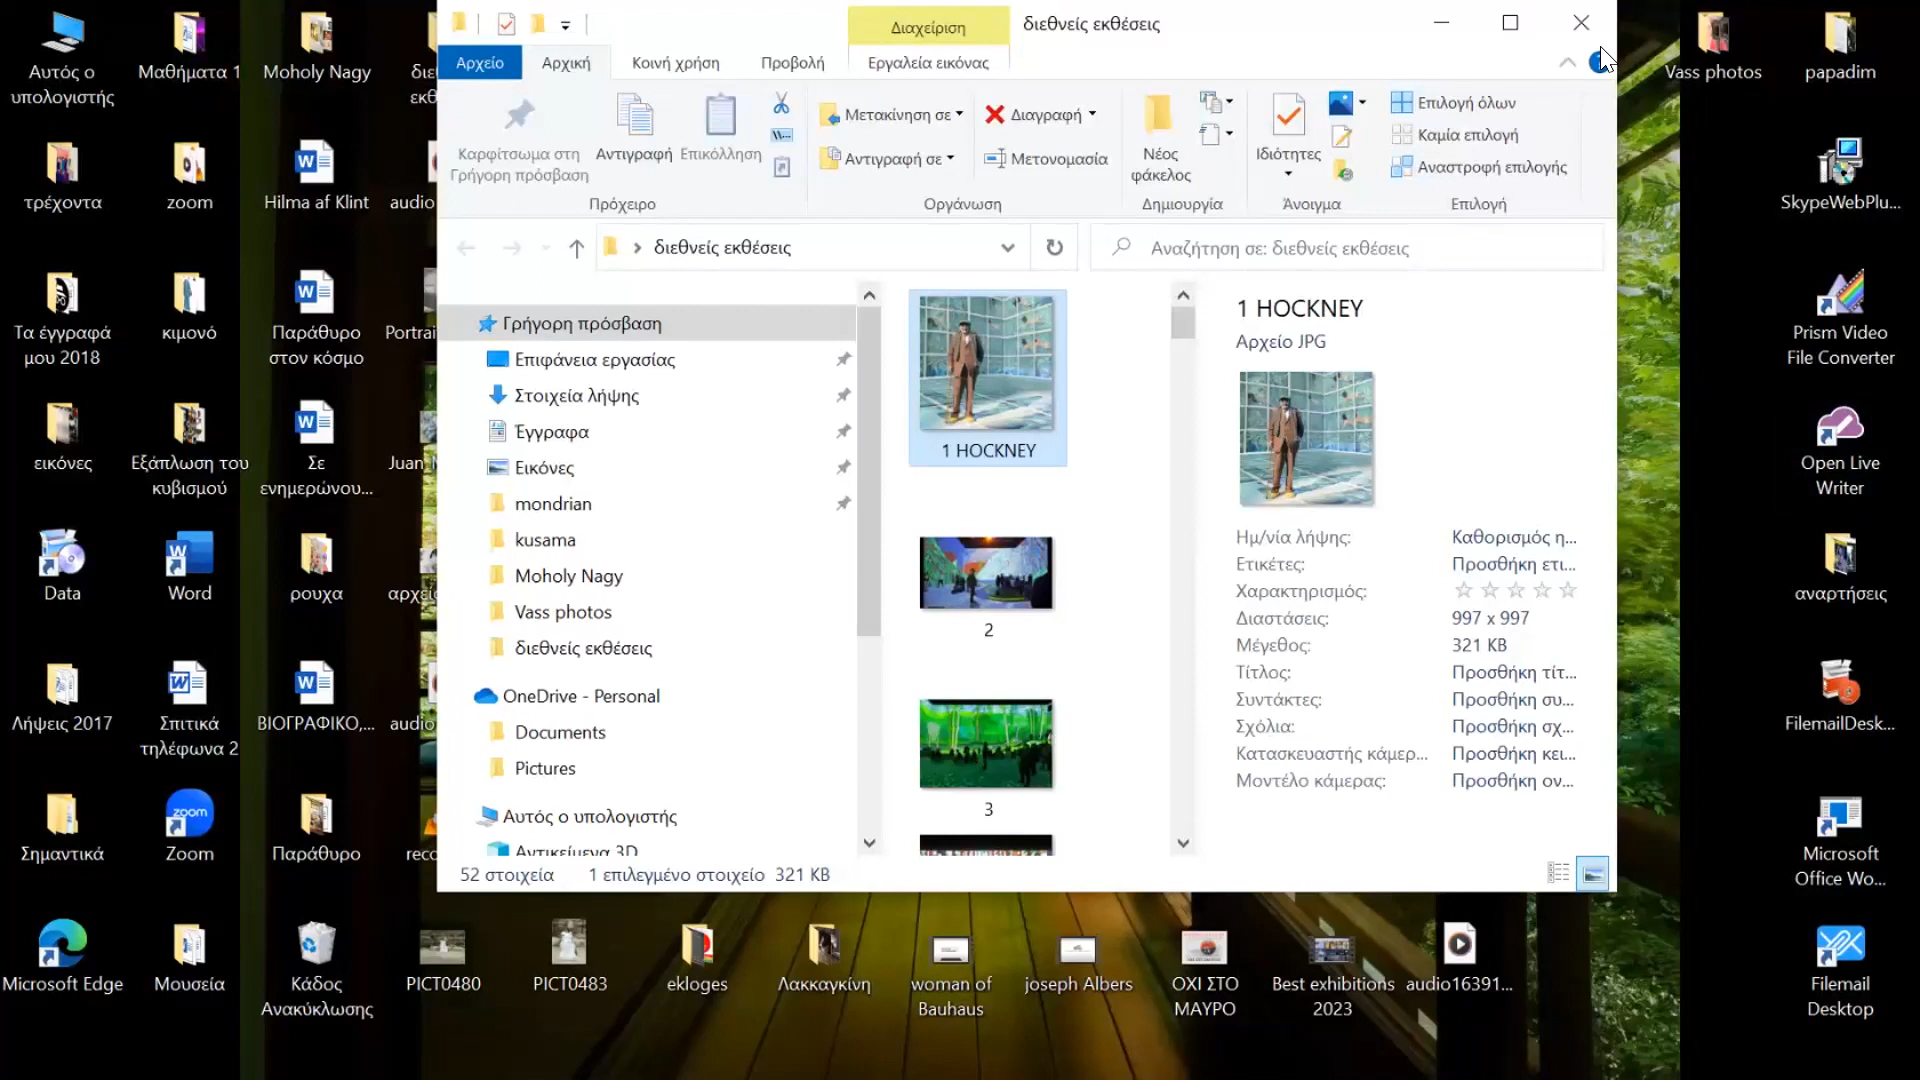 Διαχείριση
διεθνείς εκθέσεις
Αρχείο
Αρχική
Κοινή χρήση
Προβολή
Εργαλεία εικόνας
Καρφίτσωμα στη
Γρήγορη πρόσβαση
Αντιγραφή
Επικόλληση
Πρόχειρο
Μετακίνηση σε
Αντιγραφή σε
Διαγραφή
Μετονομασία
Οργάνωση
Νέος
φάκελος
Δημιουργία
Ιδιότητες
Άνοιγμα
Επιλογή όλων
Καμία επιλογή
Αναστροφή επιλογής
Επιλογή
διεθνείς εκθέσεις
Αναζήτηση σε: διεθνείς εκθέσεις
Γρήγορη πρόσβαση
Επιφάνεια εργασίας
Στοιχεία λήψης
Έγγραφα
Εικόνες
mondrian
kusama
Moholy Nagy
Vass photos
διεθνείς εκθέσεις
OneDrive - Personal
Documents
Pictures
Αυτός ο υπολογιστής
Αντικείμενα 3D
1 HOCKNEY
2
3
1 HOCKNEY
Αρχείο JPG
Ημ/νία λήψης: Καθορισμός η...
Ετικέτες: Προσθήκη ετι...
Χαρακτηρισμός:
Διαστάσεις: 997 x 997
Μέγεθος: 321 KB
Τίτλος: Προσθήκη τίτ...
Συντάκτες: Προσθήκη συ...
Σχόλια: Προσθήκη σχ...
Κατασκευαστής κάμερ... Προσθήκη κει...
Μοντέλο κάμερας: Προσθήκη ον...
52 στοιχεία 1 επιλεγμένο στοιχείο 321 KB
Αυτός ο
υπολογιστής
Μαθήματα 1
Moholy Nagy
διε
εκθ
τρέχοντα
zoom
Hilma af Klint
audio
Τα έγγραφά
μου 2018
κιμονό
Παράθυρο
στον κόσμο
Portrai
εικόνες
Εξάπλωση του
κυβισμού
Σε
ενημερώνου...
Juan
Data
Word
ρουχα
αρχεί
Λήψεις 2017
Σπιτικά
τηλέφωνα 2
ΒΙΟΓΡΑΦΙΚΟ,...
audio
Σημαντικά
Zoom
Παράθυρο
reco
Microsoft Edge
Μουσεία
Κάδος
Ανακύκλωσης
PICT0480
PICT0483
ekloges
Λακκαγκίνη
woman of
Bauhaus
joseph Albers
ΟΧΙ ΣΤΟ
ΜΑΥΡΟ
Best exhibitions
2023
audio16391...
Vass photos
papadim
SkypeWebPlu...
Prism Video
File Converter
Open Live
Writer
αναρτήσεις
FilemailDesk...
Microsoft
Office Wo...
Filemail
Desktop